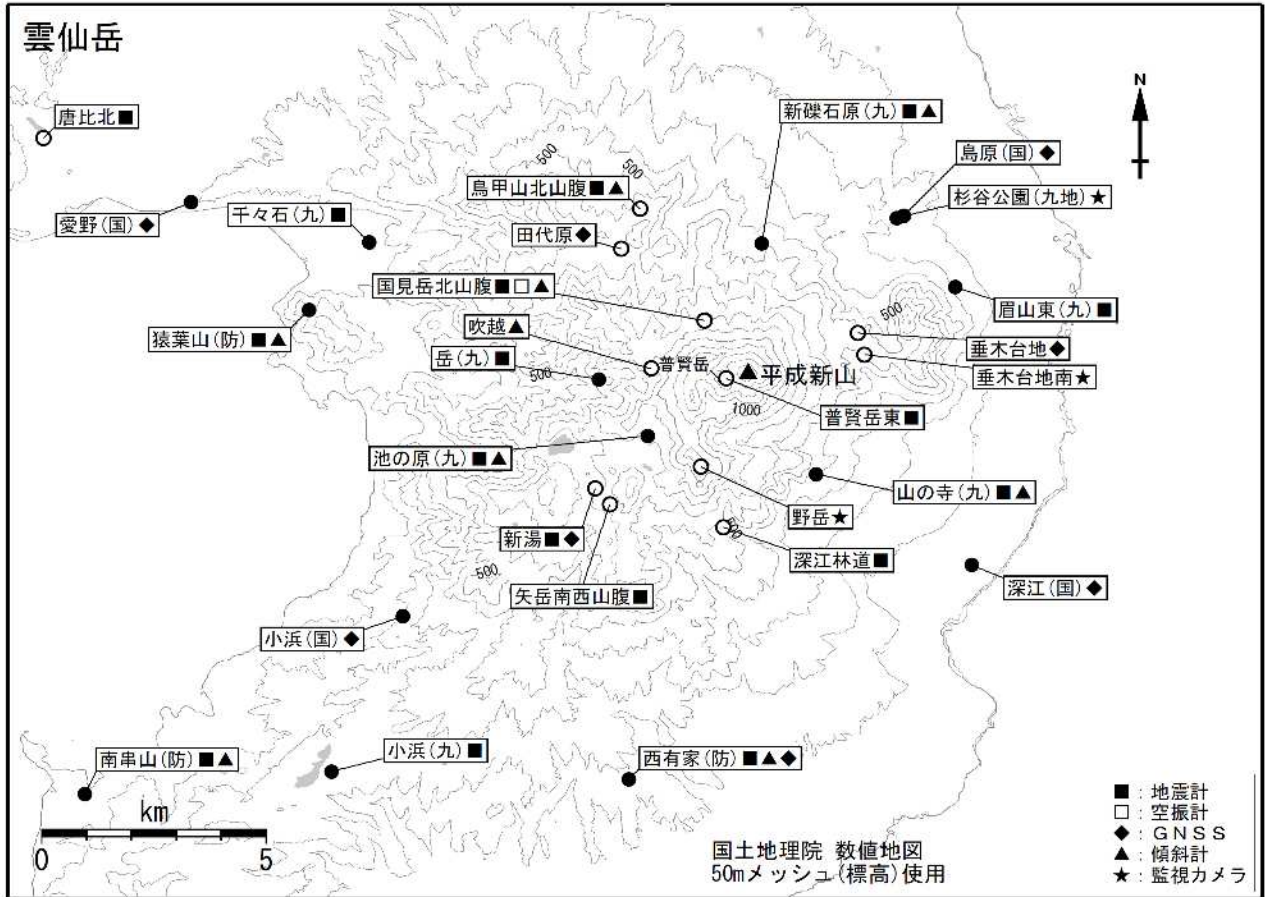 雲仙岳
唐比北■
N
新礫石原(九)■▲
島原(国)◆
杉谷公園(九地)★
500
500
鳥甲山北山腹■▲
愛野(国)◆
千々石(九)■
田代原◆
国見岳北山腹■□▲
500
眉山東(九)■
猿葉山(防)■▲
吹越▲
垂木台地◆
岳(九)■
普賢岳
▲平成新山
垂木台地南★
500
1000
普賢岳東■
池の原(九)■▲
山の寺(九)■▲
野岳★
新湯■◆
500
深江林道■
500
矢岳南西山腹■
深江(国)◆
小浜(国)◆
南串山(防)■▲
小浜(九)■
西有家(防)■▲◆
km
0 5
国土地理院 数値地図
50mメッシュ(標高)使用
■：地震計
□：空振計
◆：GNSS
▲：傾斜計
★：監視カメラ